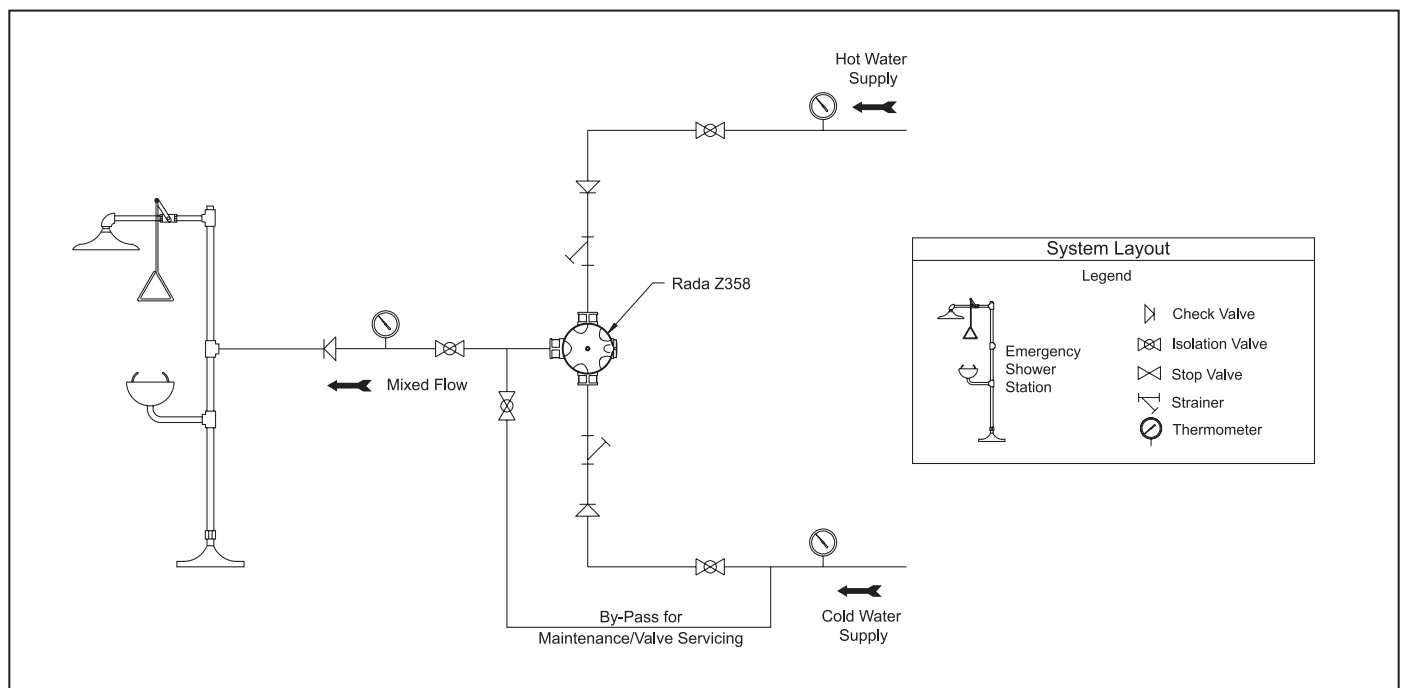 Hot Water
Supply
Rada Z358
Mixed Flow
By-Pass for
Maintenance/Valve Servicing
Cold Water
Supply
System Layout
Legend
Emergency
Shower
Station
Check Valve
Isolation Valve
Stop Valve
Strainer
Thermometer